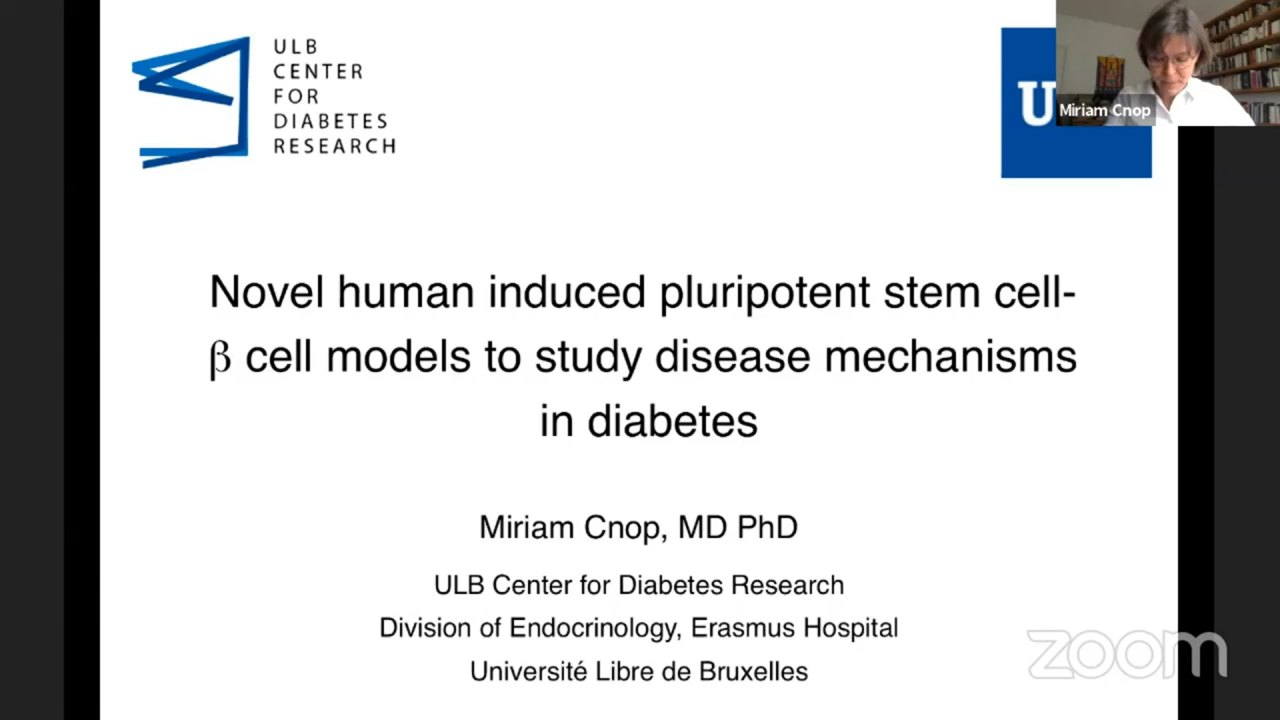 ULB
CENTER
FOR
DIABETES
RESEARCH
U
Miriam Cnop
Novel human induced pluripotent stem cell-
β cell models to study disease mechanisms
in diabetes
Miriam Cnop, MD PhD
ULB Center for Diabetes Research
Division of Endocrinology, Erasmus Hospital
Université Libre de Bruxelles
zoom